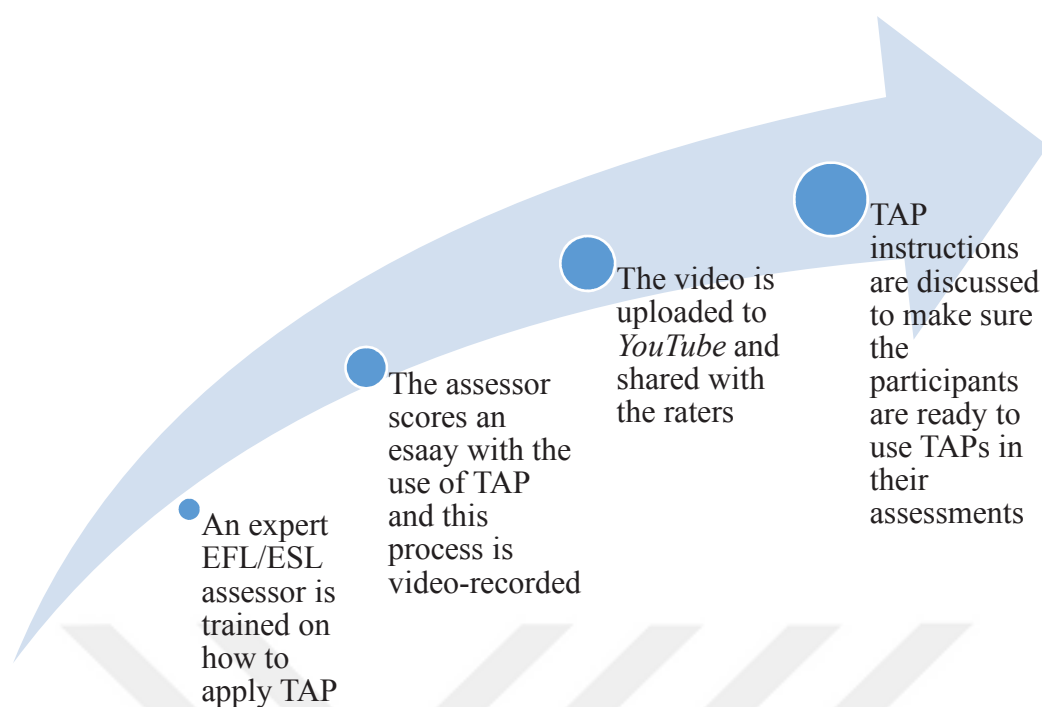 An expert
EFL/ESL
assessor is
trained on
how to
apply TAP
The assessor
scores an
esaay with the
use of TAP
and this
process is
video-recorded
The video is
uploaded to
YouTube and
shared with
the raters
TAP
instructions
are discussed
to make sure
the
participants
are ready to
use TAPs in
their
assessments